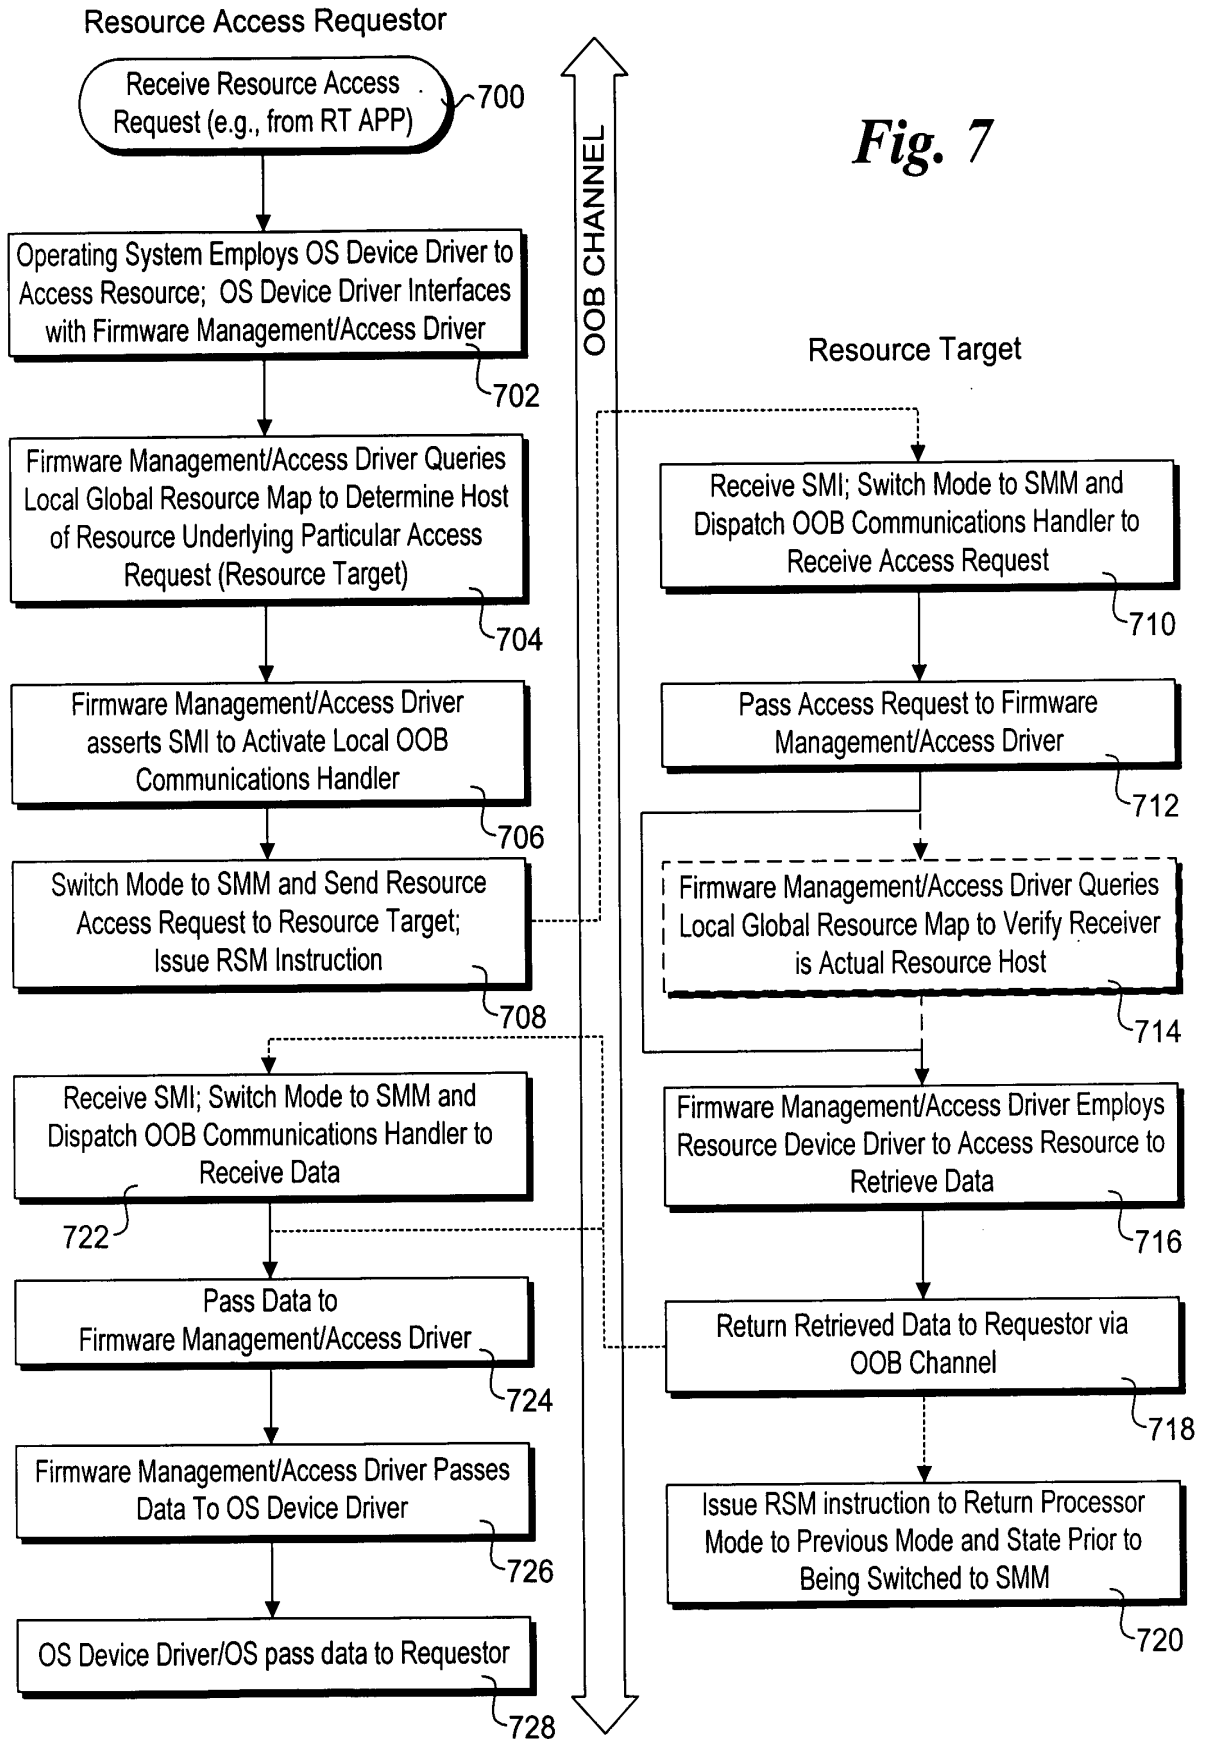 Resource Access Requestor
Receive Resource Access
Request (e.g., from RT APP)
700
Fig. 7
OOB CHANNEL
Operating System Employs OS Device Driver to
Access Resource; OS Device Driver Interfaces
with Firmware Management/Access Driver
702
Firmware Management/Access Driver Queries
Local Global Resource Map to Determine Host
of Resource Underlying Particular Access
Request (Resource Target)
704
Firmware Management/Access Driver
asserts SMI to Activate Local OOB
Communications Handler
706
Switch Mode to SMM and Send Resource
Access Request to Resource Target;
Issue RSM Instruction
708
Resource Target
Receive SMI; Switch Mode to SMM and
Dispatch OOB Communications Handler to
Receive Access Request
710
Pass Access Request to Firmware
Management/Access Driver
712
Firmware Management/Access Driver Queries
Local Global Resource Map to Verify Receiver
is Actual Resource Host
714
Firmware Management/Access Driver Employs
Resource Device Driver to Access Resource to
Retrieve Data
716
Return Retrieved Data to Requestor via
OOB Channel
718
Issue RSM instruction to Return Processor
Mode to Previous Mode and State Prior to
Being Switched to SMM
720
Receive SMI; Switch Mode to SMM and
Dispatch OOB Communications Handler to
Receive Data
722
Pass Data to
Firmware Management/Access Driver
724
Firmware Management/Access Driver Passes
Data To OS Device Driver
726
OS Device Driver/OS pass data to Requestor
728